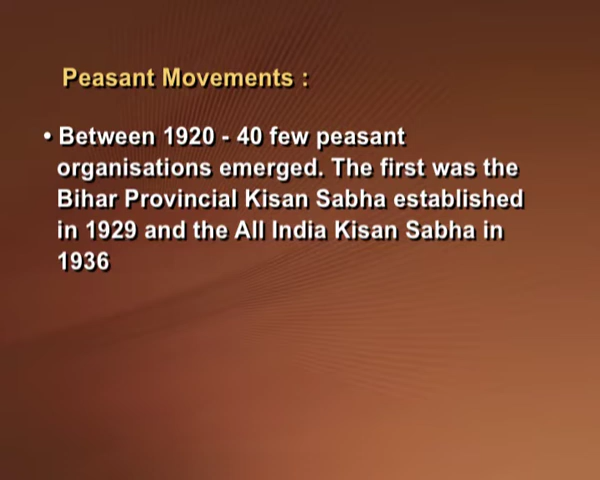 Peasant Movements :
• Between 1920 - 40 few peasant
organisations emerged. The first was the
Bihar Provincial Kisan Sabha established
in 1929 and the All India Kisan Sabha in
1936